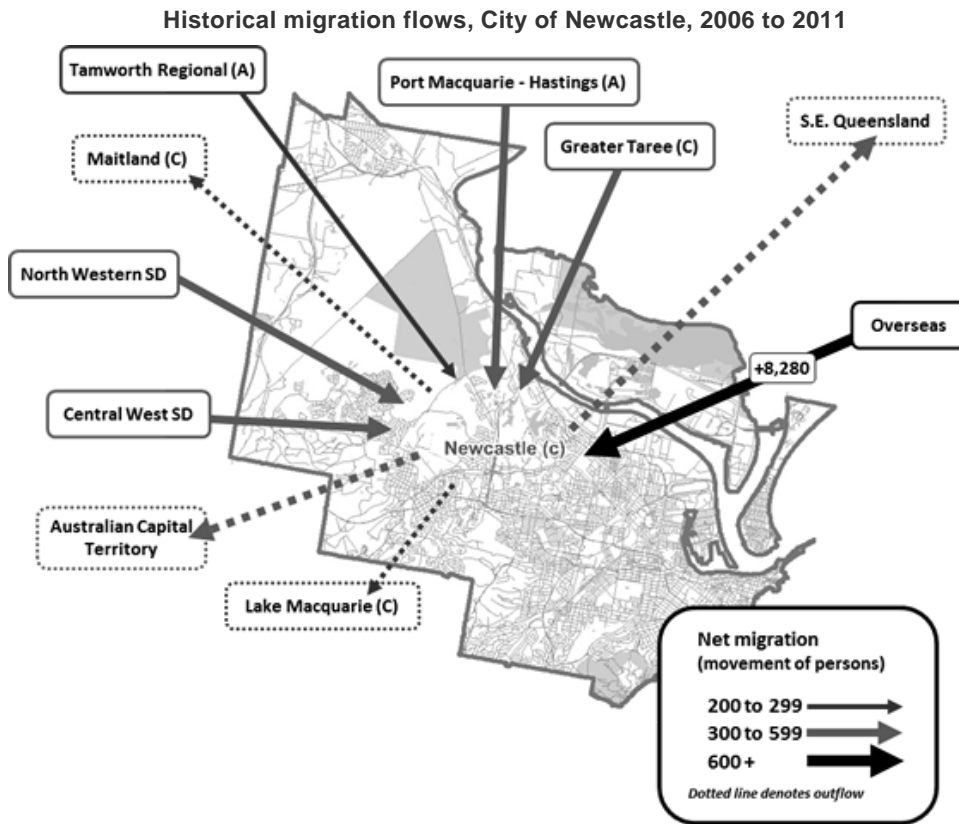 Historical migration flows, City of Newcastle, 2006 to 2011
Tamworth Regional (A)
Port Macquarie - Hastings (A)
S.E. Queensland
Maitland (C)
Greater Taree (C)
North Western SD
Overseas
+8,280
Central West SD
Newcastle (c)
Australian Capital
Territory
Lake Macquarie (C)
Net migration
(movement of persons)
200 to 299
300 to 599
600 +
Dotted line denotes outflow